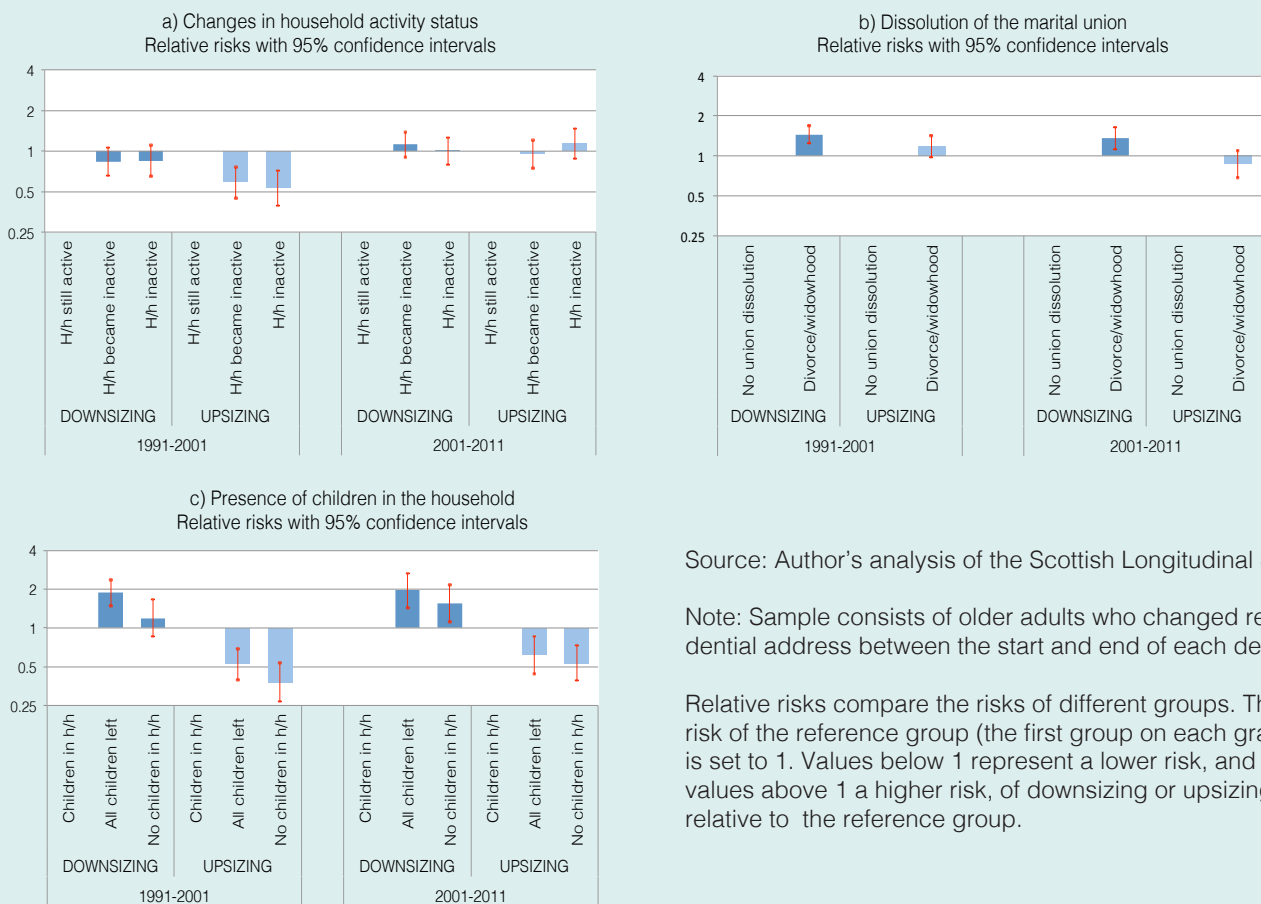 a) Changes in household activity status
Relative risks with 95% confidence intervals
4
2
1
0.5
0.25
H/h still active
H/h became inactive
H/h inactive
H/h still active
H/h became inactive
H/h inactive
H/h still active
H/h became inactive
H/h inactive
H/h still active
H/h became inactive
H/h inactive
DOWNSIZING UPSIZING DOWNSIZING UPSIZING
1991-2001 2001-2011
b) Dissolution of the marital union
Relative risks with 95% confidence intervals
4
2
1
0.5
0.25
No union dissolution
Divorce/widowhood
No union dissolution
Divorce/widowhood
No union dissolution
Divorce/widowhood
No union dissolution
Divorce/widowhood
DOWNSIZING UPSIZING DOWNSIZING UPSIZING
1991-2001 2001-2011
c) Presence of children in the household
Relative risks with 95% confidence intervals
4
2
1
0.5
0.25
Children in h/h
All children left
No children in h/h
Children in h/h
All children left
No children in h/h
Children in h/h
All children left
No children in h/h
Children in h/h
All children left
No children in h/h
DOWNSIZING UPSIZING DOWNSIZING UPSIZING
1991-2001 2001-2011
Source: Author's analysis of the Scottish Longitudinal
Note: Sample consists of older adults who changed re
dential address between the start and end of each de
Relative risks compare the risks of different groups. Th
risk of the reference group (the first group on each gra
is set to 1. Values below 1 represent a lower risk, and
values above 1 a higher risk, of downsizing or upsizing
relative to the reference group.